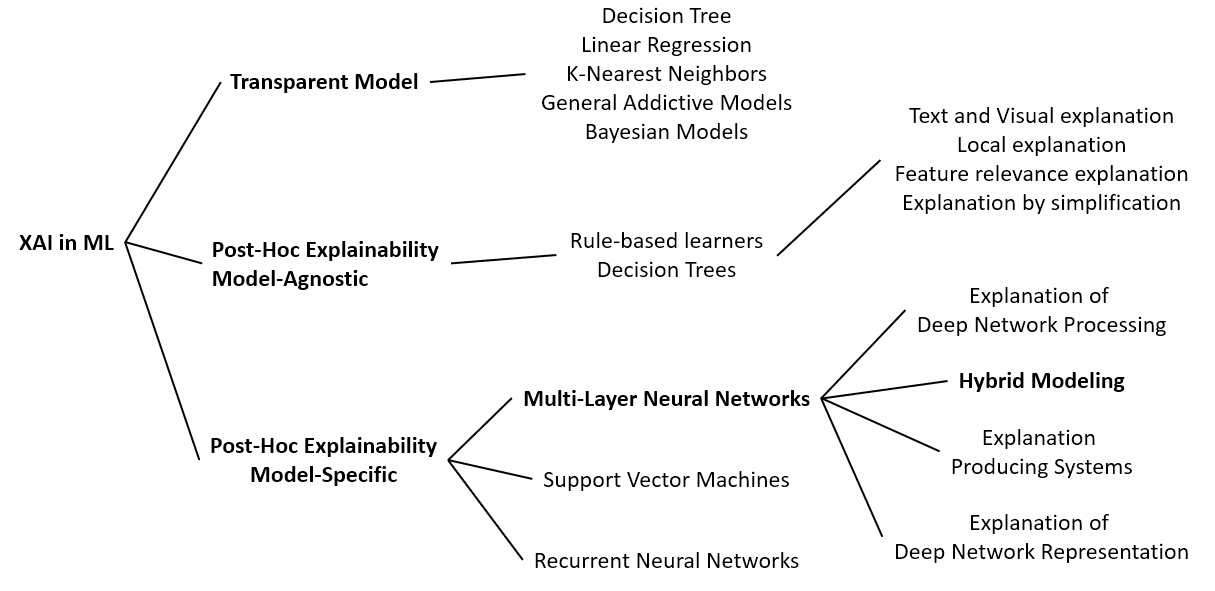 XAI in ML
Transparent Model
Decision Tree
Linear Regression
K-Nearest Neighbors
General Addictive Models
Bayesian Models
Post-Hoc Explainability
Model-Agnostic
Rule-based learners
Decision Trees
Text and Visual explanation
Local explanation
Feature relevance explanation
Explanation by simplification
Post-Hoc Explainability
Model-Specific
Multi-Layer Neural Networks
Explanation of
Deep Network Processing
Hybrid Modeling
Explanation
Producing Systems
Explanation of
Deep Network Representation
Support Vector Machines
Recurrent Neural Networks